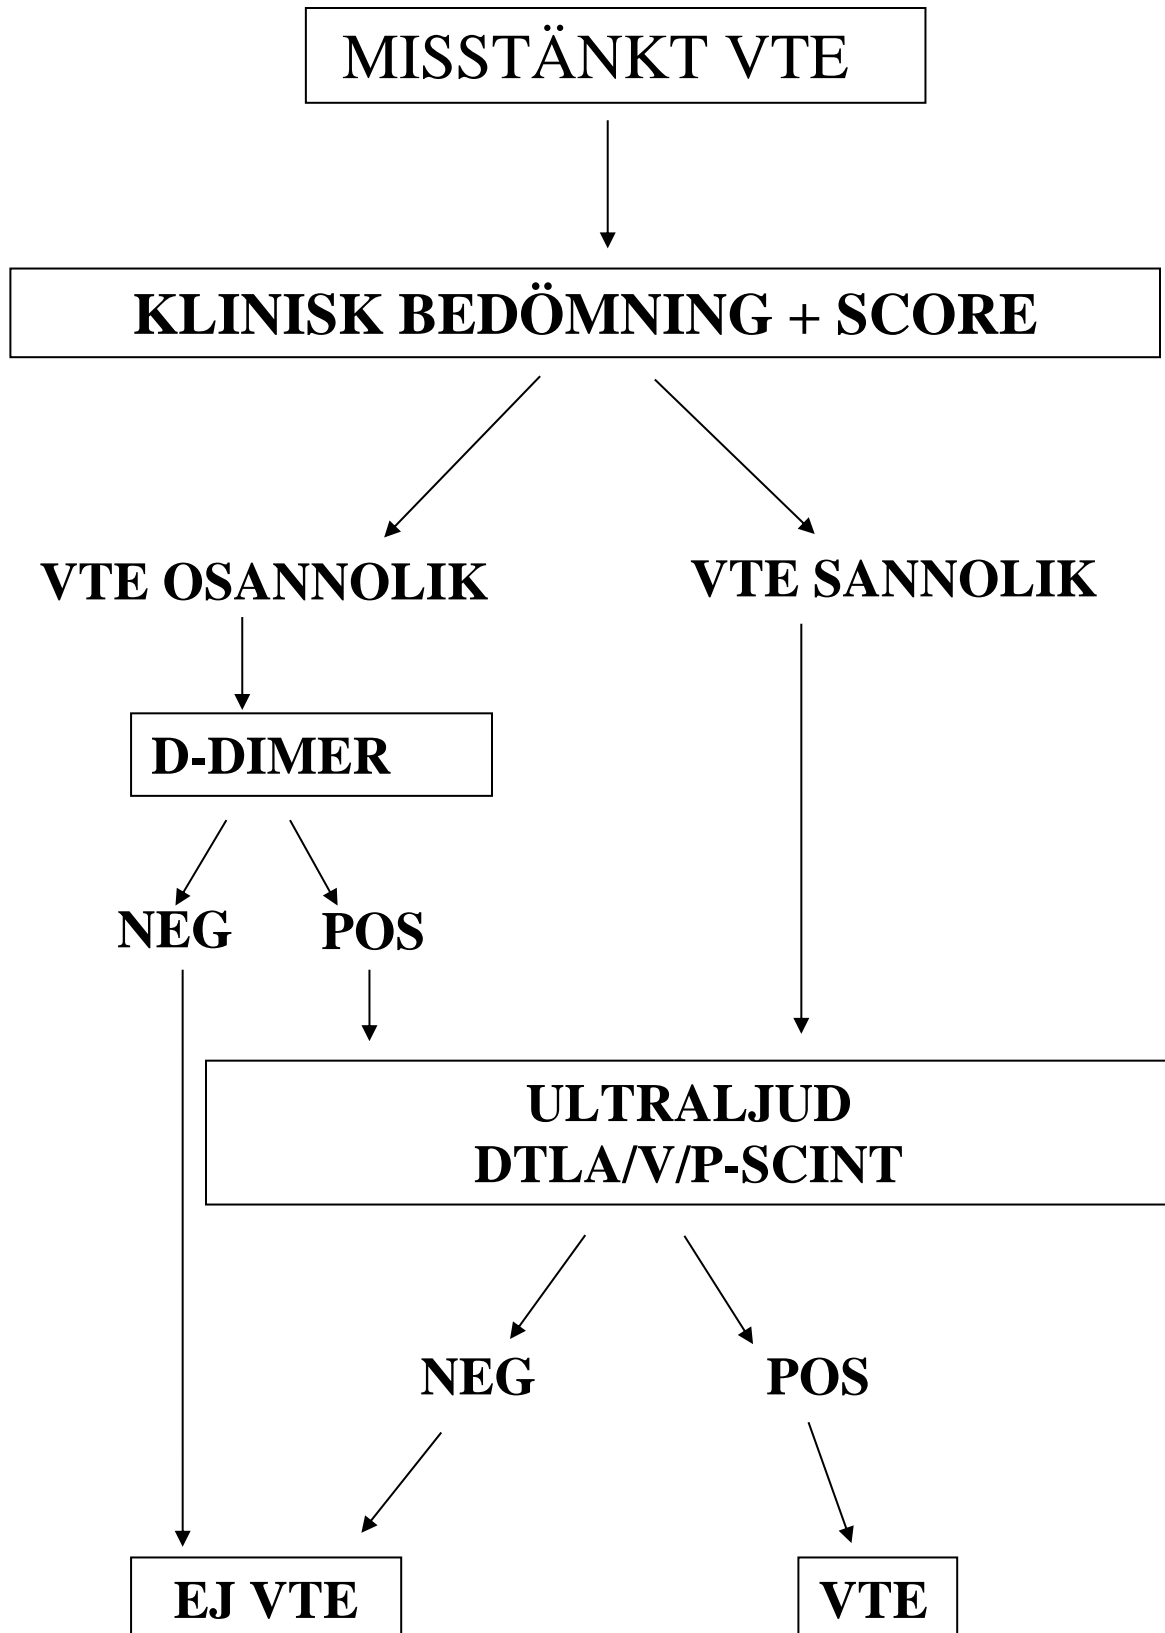 MISSTÄNKT VTE
KLINISK BEDÖMNING + SCORE
VTE OSANNOLIK
VTE SANNOLIK
D-DIMER
NEG
POS
ULTRALJUD
DTLA/V/P-SCINT
NEG
POS
EJ VTE
VTE